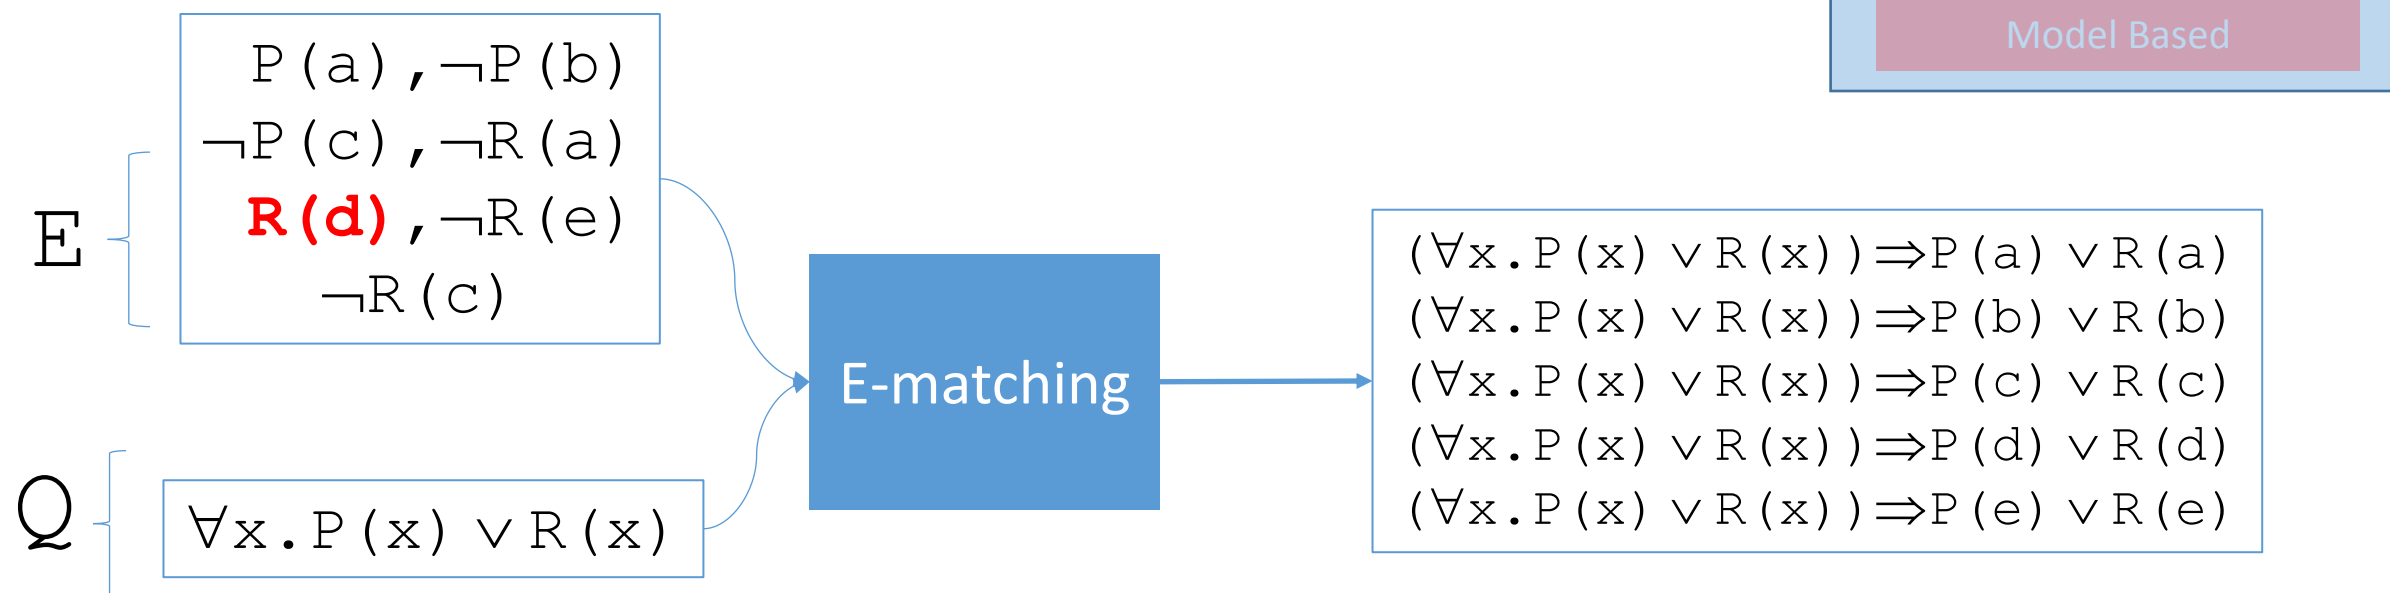 Model Based
P(a),¬P(b)
¬P(c),¬R(a)
R(d),¬R(e)
¬R(c)
E
E-matching
(∀x.P(x)∨R(x))⇒P(a)∨R(a)
(∀x.P(x)∨R(x))⇒P(b)∨R(b)
(∀x.P(x)∨R(x))⇒P(c)∨R(c)
(∀x.P(x)∨R(x))⇒P(d)∨R(d)
(∀x.P(x)∨R(x))⇒P(e)∨R(e)
Q
∀x.P(x)∨R(x)